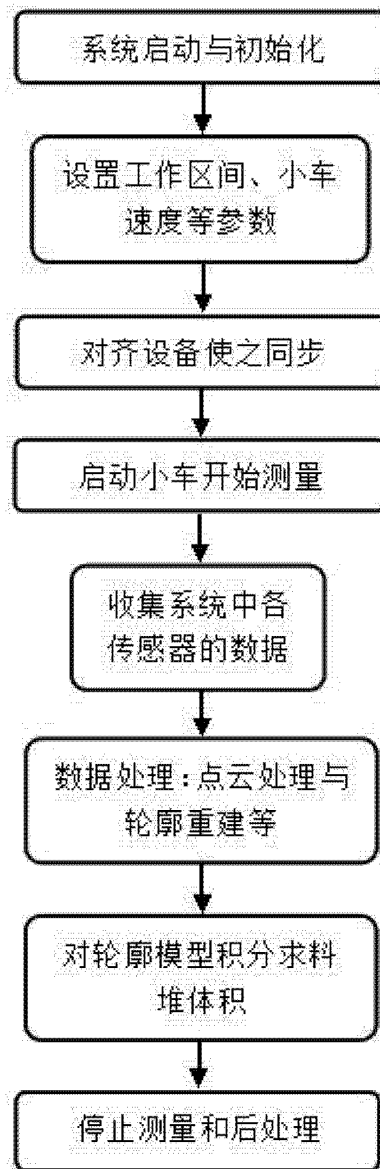 系统启动与初始化
设置工作区间、小车
速度等参数
对齐设备使之同步
启动小车开始测量
收集系统中各
传感器的数据
数据处理:点云处理与
轮廓重建等
对轮廓模型积分求料
堆体积
停止测量和后处理